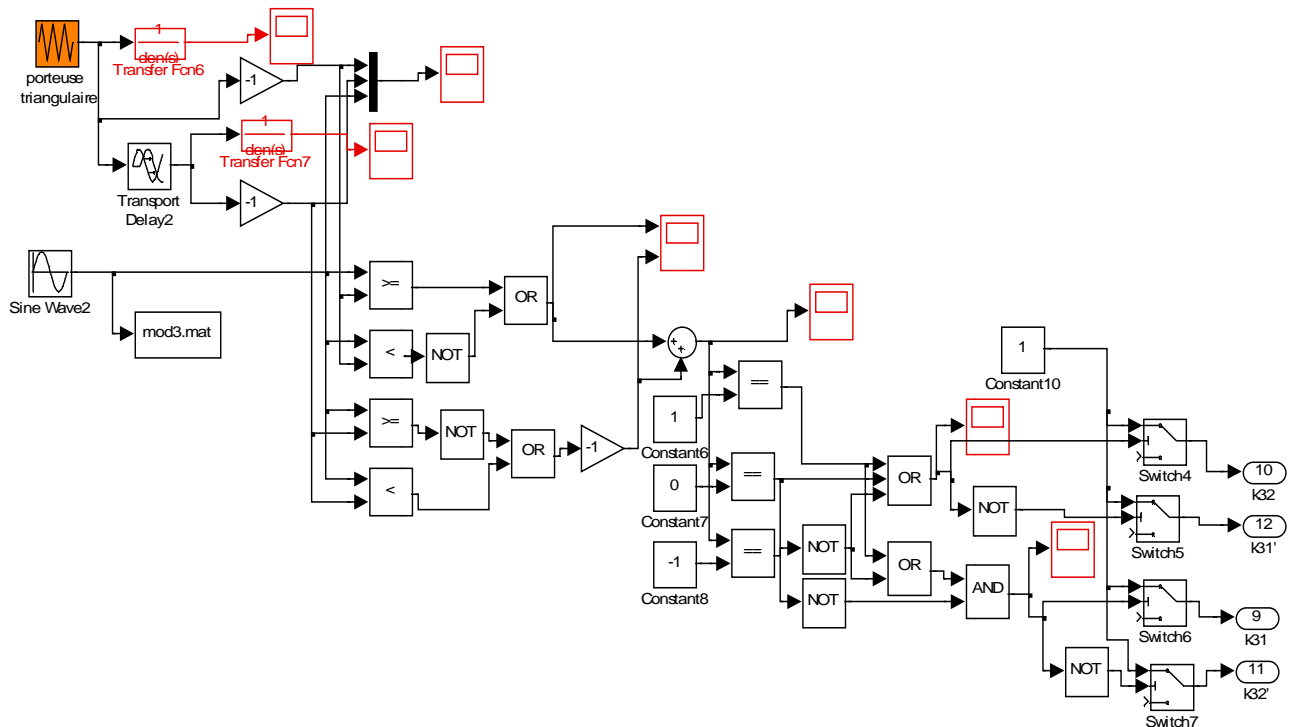 1
den(s)
Transfer Fcn6
porteuse
triangulaire
-1
1
den(s)
Transfer Fcn7
Transport
Delay2
-1
Sine Wave2
mod3.mat
>=
OR
<
NOT
>=
NOT
OR
-1
<
+
+
1
Constant6
==
0
Constant7
==
-1
Constant8
==
NOT
NOT
OR
OR
AND
NOT
1
Constant10
Switch4
10
K32
Switch5
12
K31'
Switch6
9
K31
NOT
Switch7
11
K32'